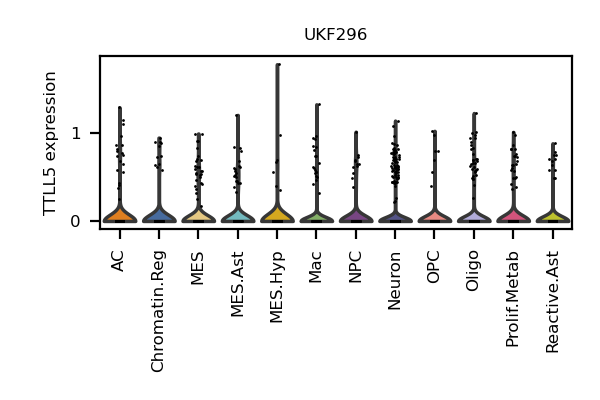 UKF296
TTLL5 expression
1
0
AC
Chromatin.Reg
MES
MES.Ast
MES.Hyp
Mac
NPC
Neuron
OPC
Oligo
Prolif.Metab
Reactive.Ast